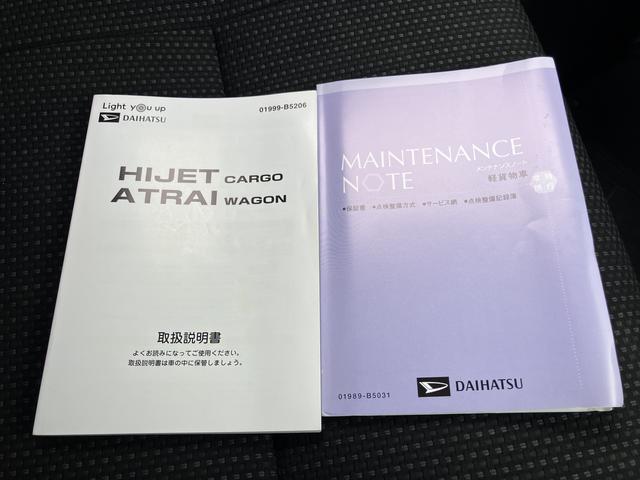 Light you up
DAIHATSU
01999-B5206
HIJET CARGO
ATRAI WAGON
取扱説明書
よくお読みになってご使用ください。
取扱説明書は車の中に保管しましょう。
MAINTENANCE
NOTE
メンテナンスノート
軽貨物車
●保証書 ●点検整備方式 ●サービス網 ●点検整備記録簿
01989-B5031
DAIHATSU